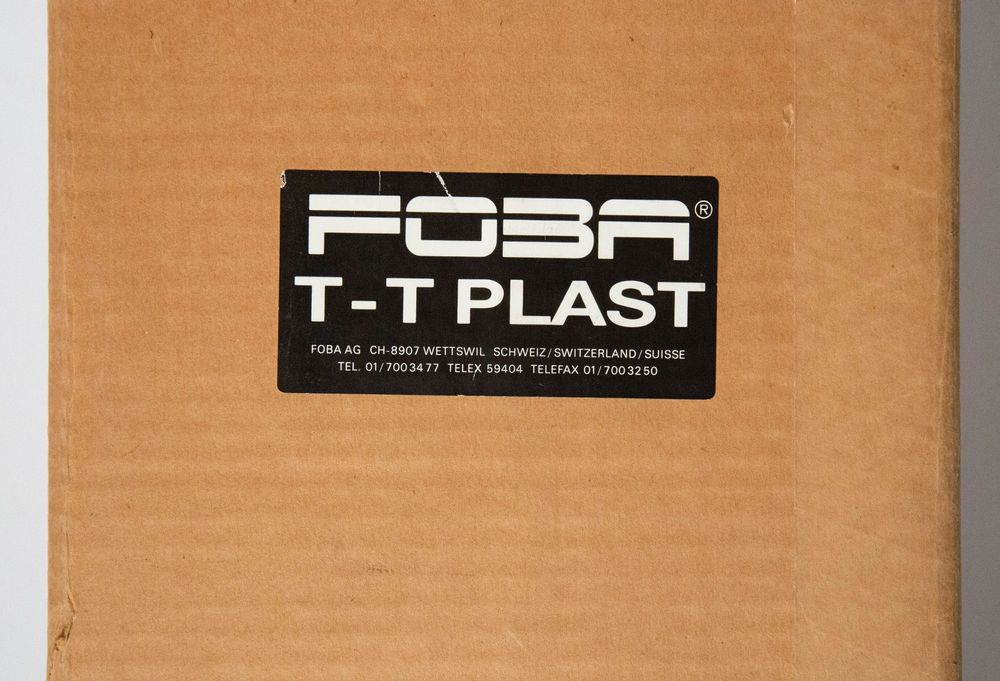 FOBA®
T-T PLAST
FOBA AG CH-8907 WETTSWIL SCHWEIZ/SWITZERLAND/SUISSE
TEL. 01/7003477 TELEX 59404 TELEFAX 01/7003250